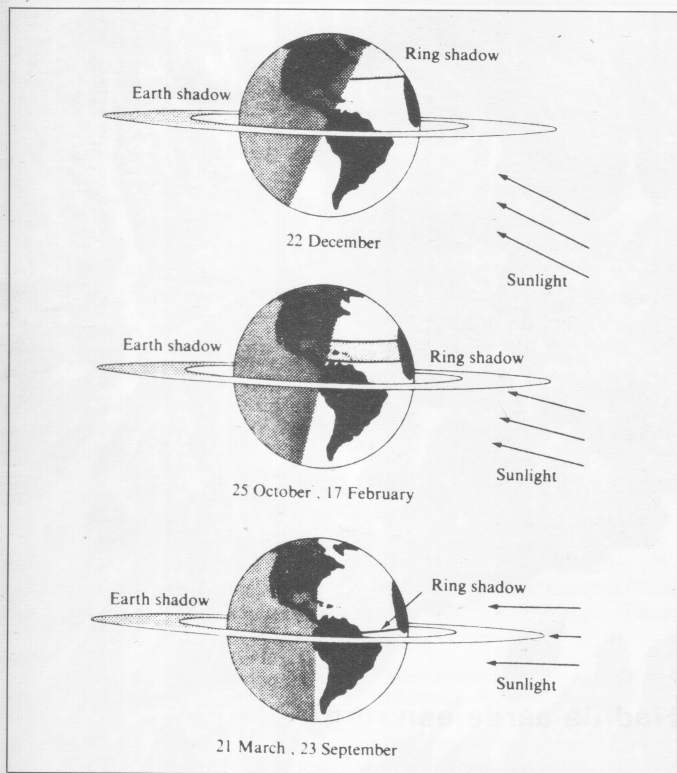 Ring shadow
Earth shadow
22 December
Sunlight
Earth shadow
Ring shadow
Sunlight
25 October , 17 February
Ring shadow
Earth shadow
Sunlight
21 March , 23 September